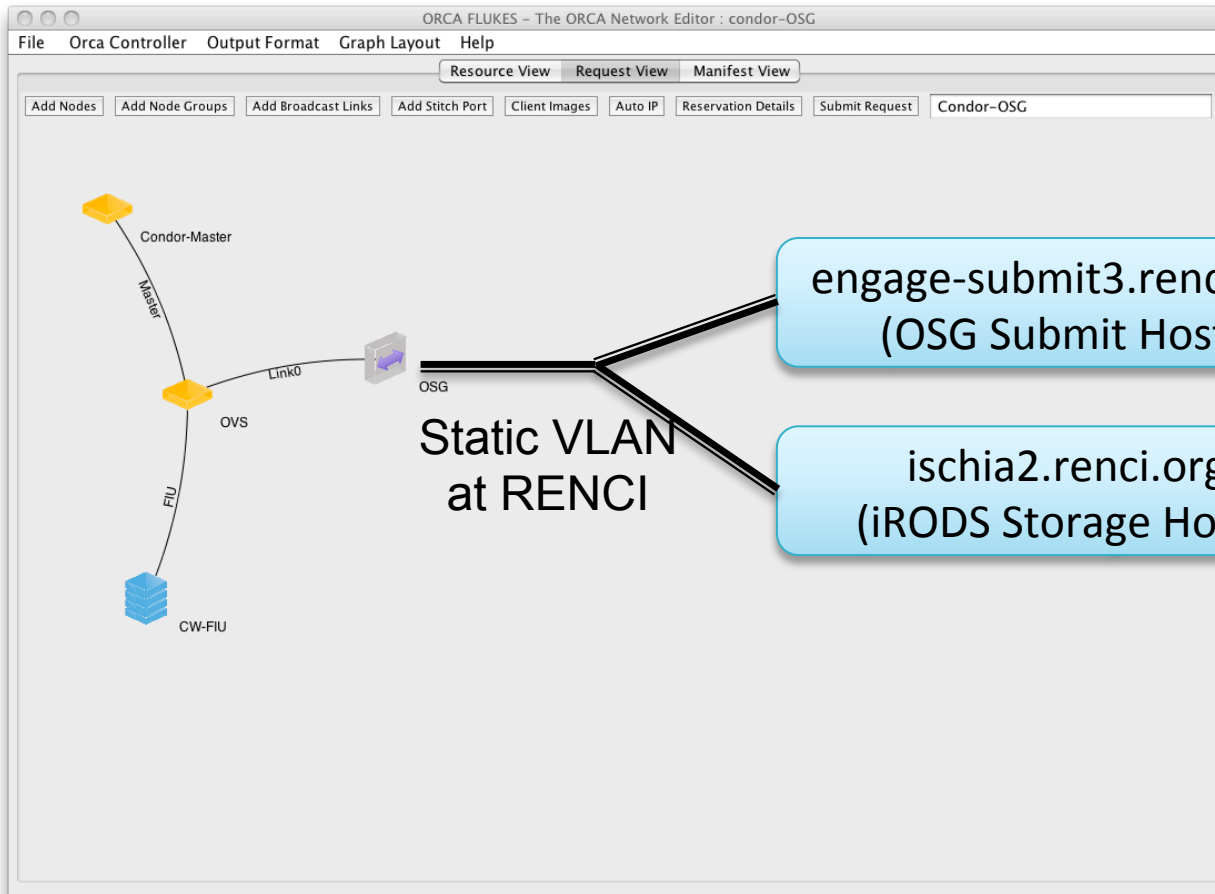 ORCA FLUKES – The ORCA Network Editor : condor-OSG
File Orca Controller Output Format Graph Layout Help
Resource View Request View Manifest View
Add Nodes Add Node Groups Add Broadcast Links Add Stitch Port Client Images Auto IP Reservation Details Submit Request Condor-OSG
Condor-Master
Master
engage-submit3.renc
(OSG Submit Host
Link0
OSG
OVS
Static VLAN
at RENCI
ischia2.renci.org
(iRODS Storage Ho
FIU
CW-FIU